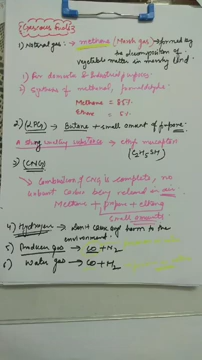 Gaseous fuels
1) Natural gas: → methane (Marsh gas) → formed by
the decomposition of
vegetable matter in marshy land
1) For domestic & Industrial purposes
2) Synthesis of methanol, formaldehyde
Methane = 85%
Ethane = 5%
2) (LPG) → Butane + small amount of propane
A strong smelling substance → ethyl mercaptan
(C2H5SH)
3) (CNG)
→ Combustion of CNG is complete, no
unburnt carbon being released in air.
Methane + propane + ethane
small amounts
4) Hydrogen → don't cause any harm to
the environment.
5) Producer gas → CO + N2
6) Water gas → CO + H2